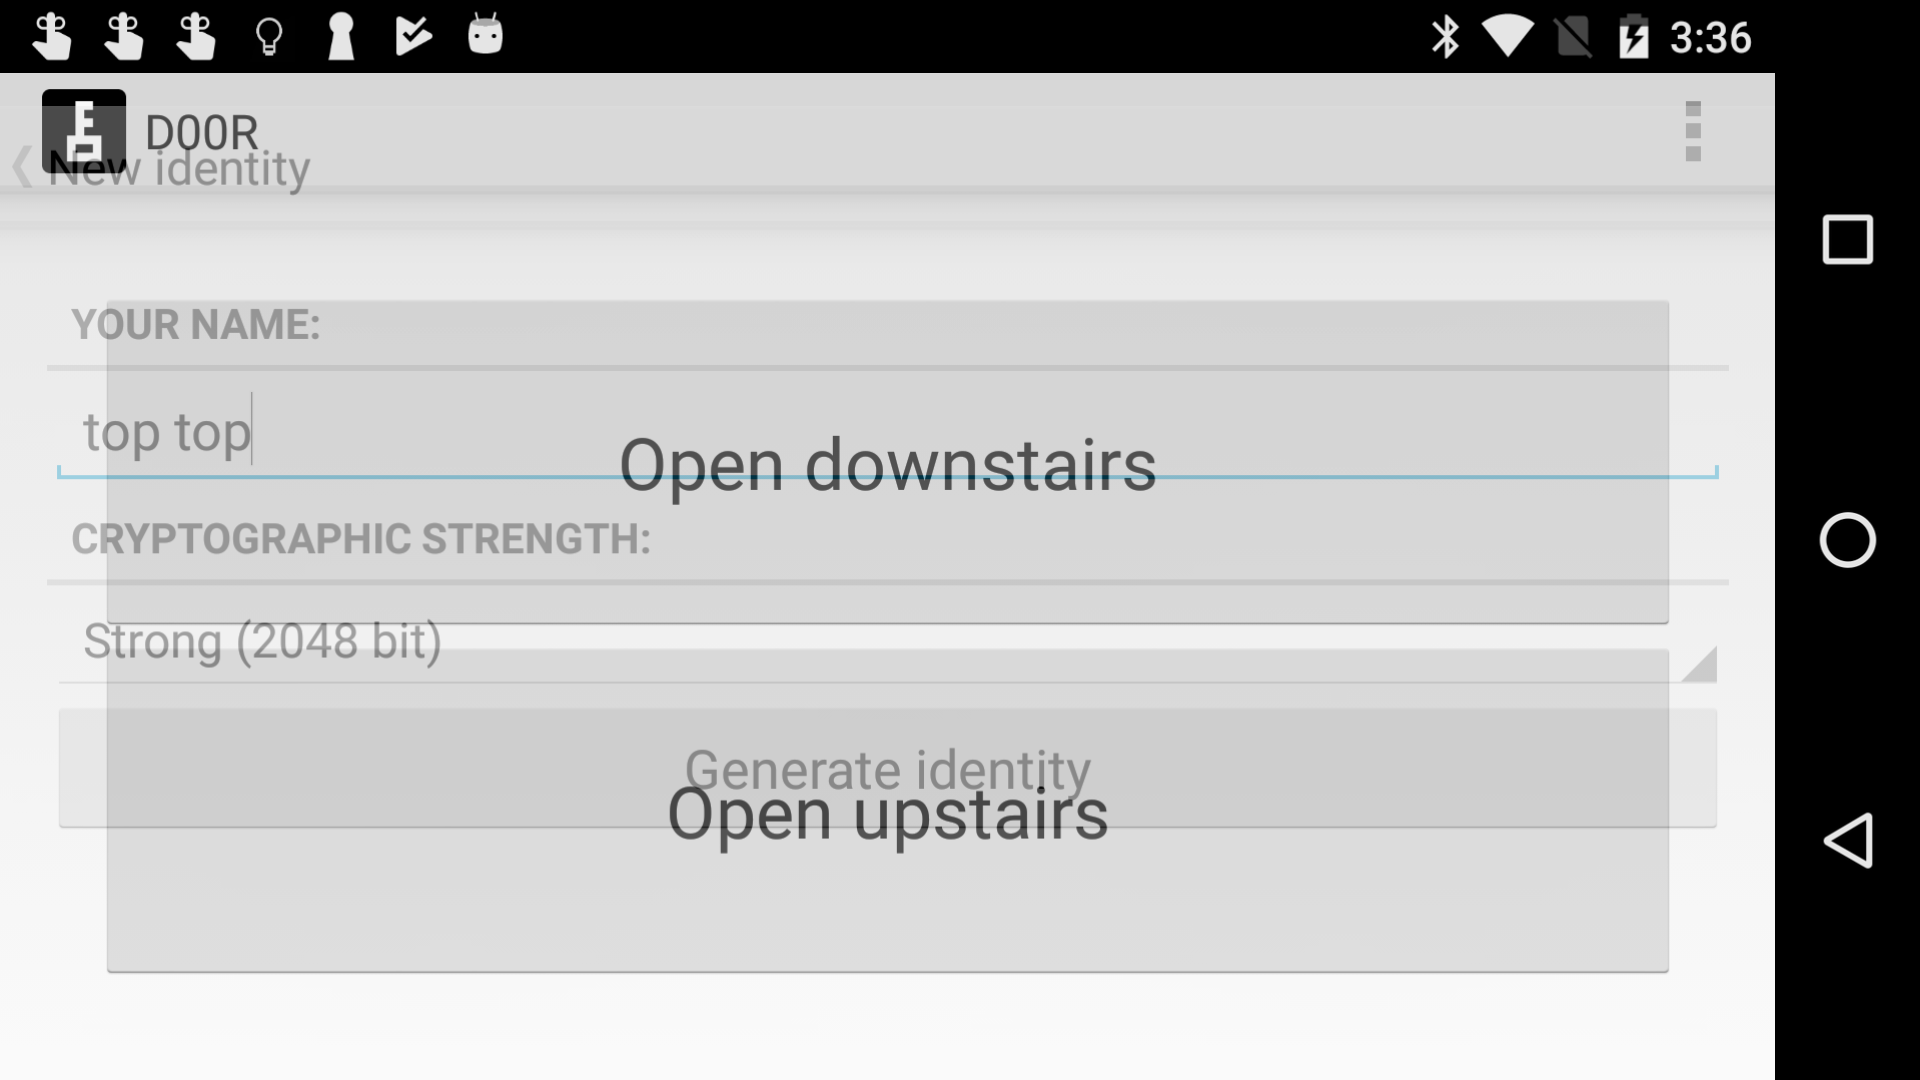 3:36
D00R
New identity
YOUR NAME:
top top
Open downstairs
CRYPTOGRAPHIC STRENGTH:
Strong (2048 bit)
Generate identity
Open upstairs